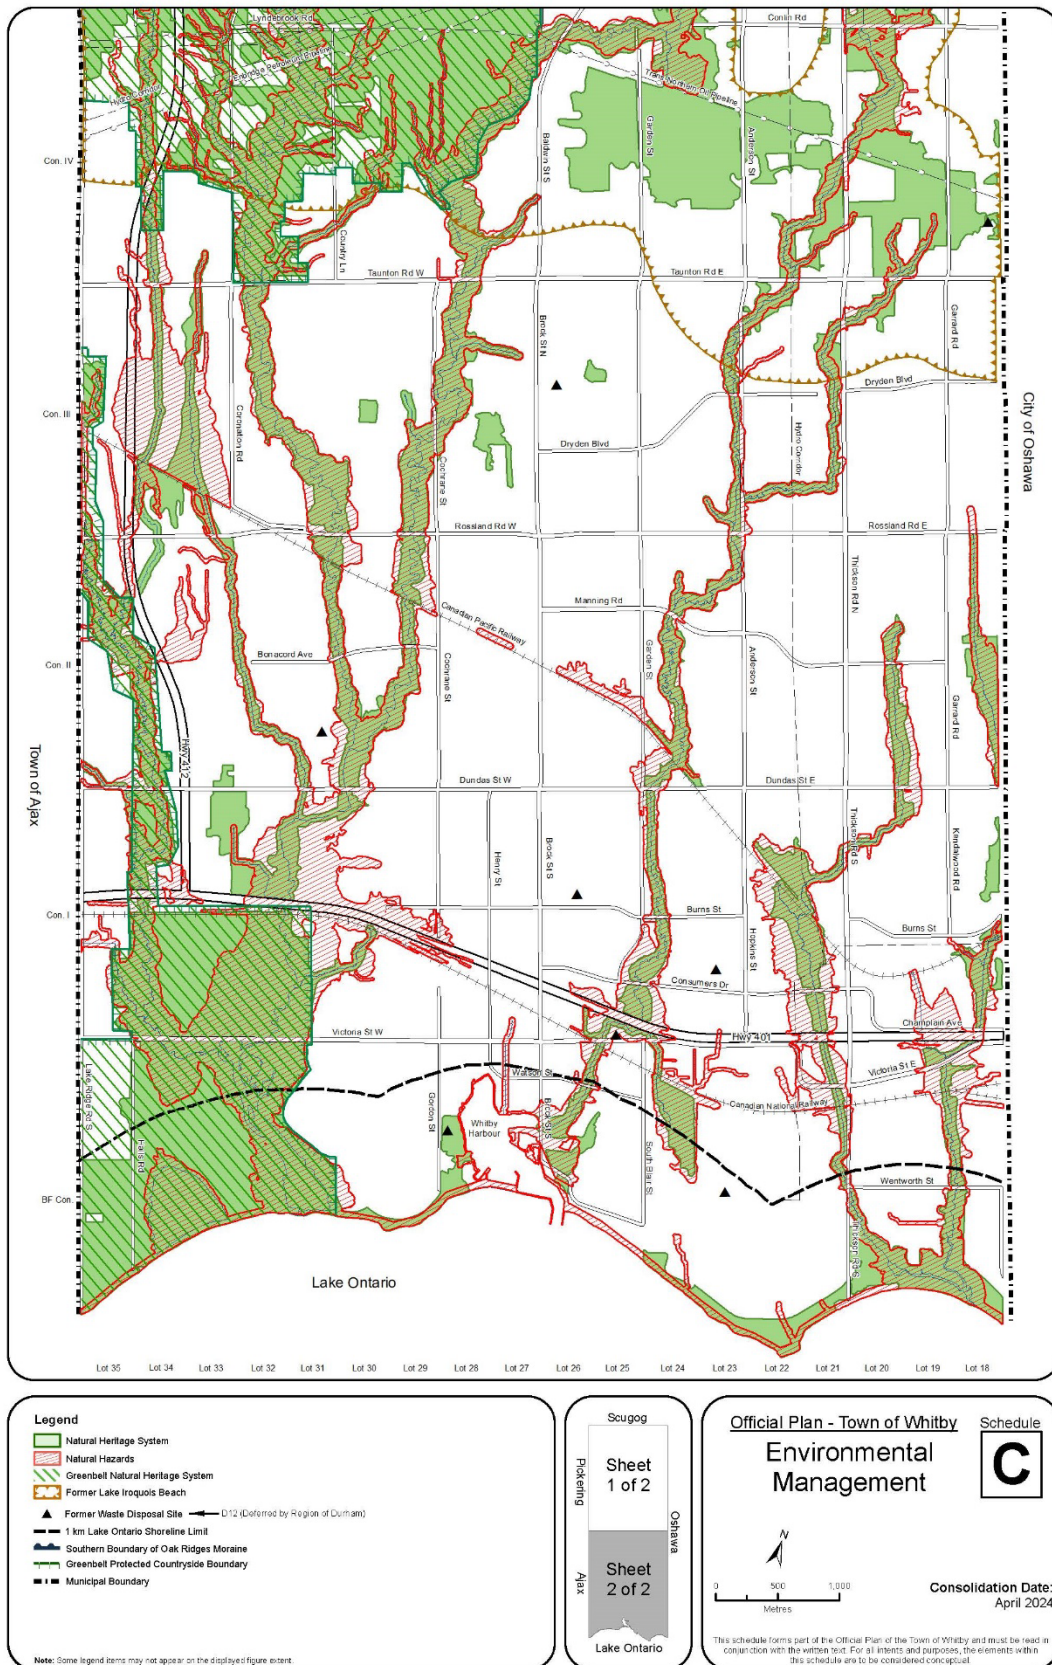 Lyndebrook Rd
Conlin Rd
Enbridge Petroleum Pipeline
Hydro Corridor
Trans-Northern Oil Pipeline
Baldwin St S
Garden St
Anderson St
Con. IV
Country Ln
Taunton Rd W
Taunton Rd E
Brock St N
Garrard Rd
Dryden Blvd
Con. III
Coronation Rd
Cochrane St
Dryden Blvd
Hydro Corridor
City of Oshawa
Rossland Rd W
Rossland Rd E
Thickson Rd N
Manning Rd
Canadian Pacific Railway
Bonacord Ave
Con. II
Cochrane St
Garden St
Anderson St
Garrard Rd
Hwy 412
Town of Ajax
Dundas St W
Dundas St E
Thickson Rd S
Kendalwood Rd
Henry St
Brock St S
Con. I
Burns St
Hopkins St
Burns St
Consumers Dr
Champlain Ave
Victoria St W
Hwy 401
Victoria St E
Watson St
Canadian National Railway
Lake Ridge Rd S
Halls Rd
Gordon St
Whitby
Harbour
Brock St S
South Blair St
BF Con.
Wentworth St
Thickson Rd S
Lake Ontario
Lot 35 Lot 34 Lot 33 Lot 32 Lot 31 Lot 30 Lot 29 Lot 28 Lot 27 Lot 26 Lot 25 Lot 24 Lot 23 Lot 22 Lot 21 Lot 20 Lot 19 Lot 18
Legend
Natural Heritage System
Natural Hazards
Greenbelt Natural Heritage System
Former Lake Iroquois Beach
Former Waste Disposal Site D12 (Deferred by Region of Durham)
1 km Lake Ontario Shoreline Limit
Southern Boundary of Oak Ridges Moraine
Greenbelt Protected Countryside Boundary
Municipal Boundary
Note: Some legend items may not appear on the displayed figure extent.
Scugog
Pickering
Sheet
1 of 2
Oshawa
Ajax
Sheet
2 of 2
Lake Ontario
Official Plan - Town of Whitby
Schedule
Environmental
Management
C
N
0 500 1,000
Metres
Consolidation Date:
April 2024
This schedule forms part of the Official Plan of the Town of Whitby and must be read in
conjunction with the written text. For all intents and purposes, the elements within
this schedule are to be considered conceptual.